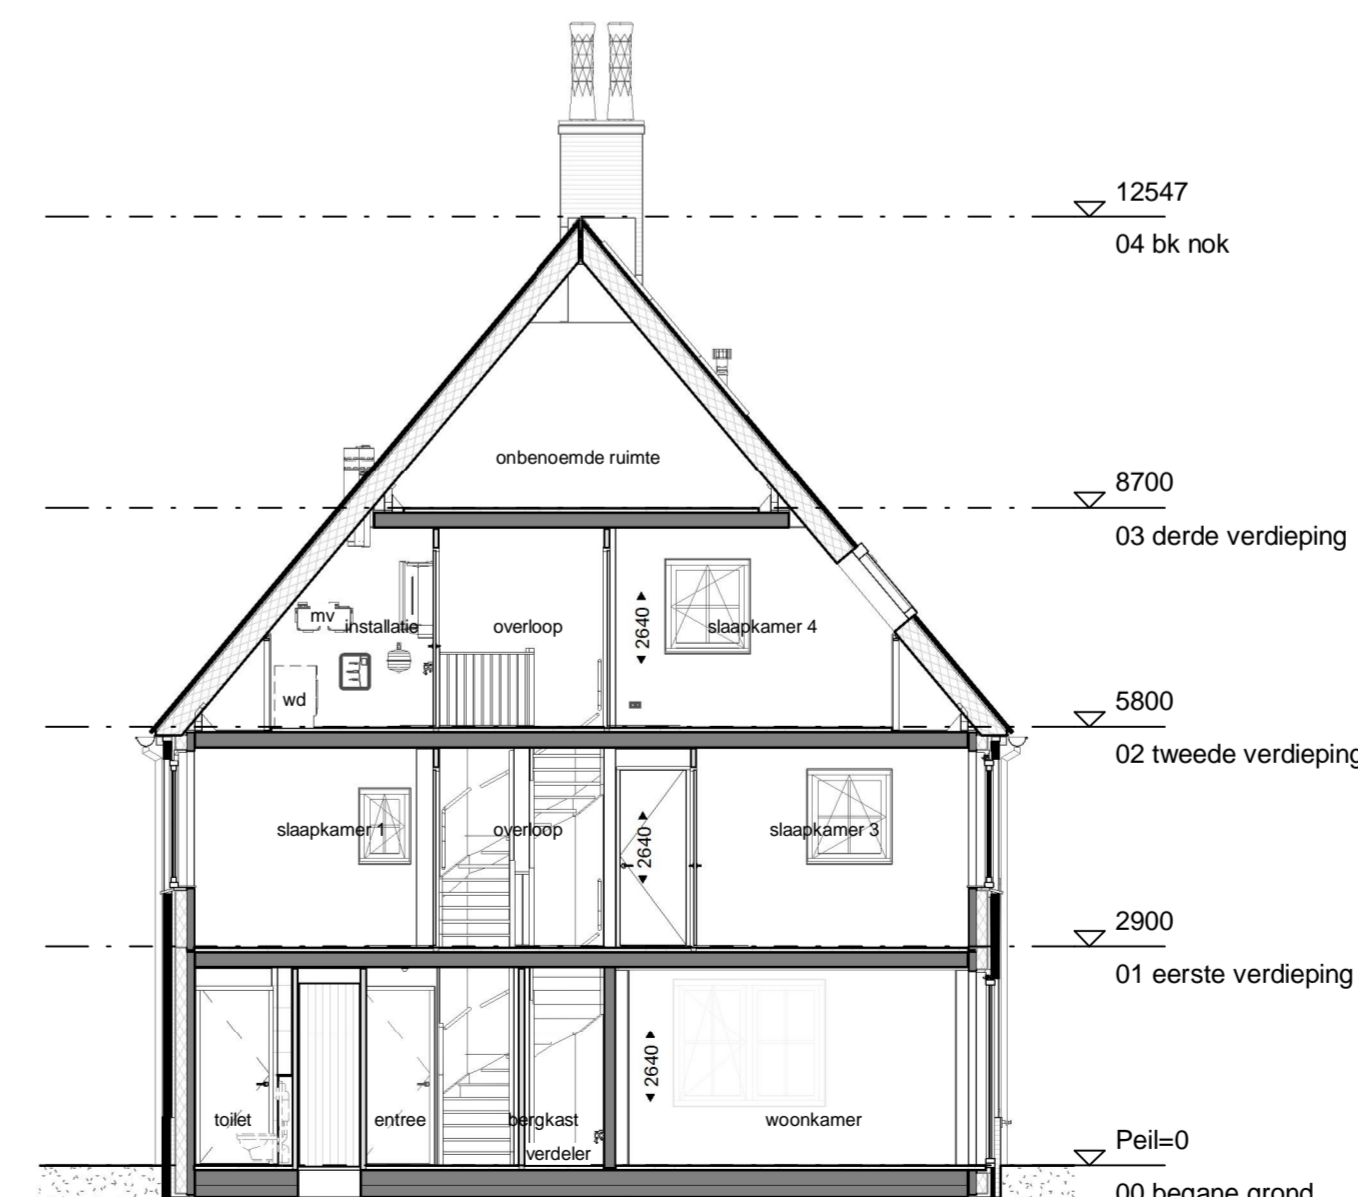 12547
04 bk nok
onbenoemde ruimte
8700
03 derde verdieping
mv
installatie
overloop
2640
slaapkamer 4
wd
5800
02 tweede verdieping
slaapkamer 1
overloop
2640
slaapkamer 3
2900
01 eerste verdieping
2640
toilet
entree
bergkast
woonkamer
verdeler
Peil=0
00 begane grond